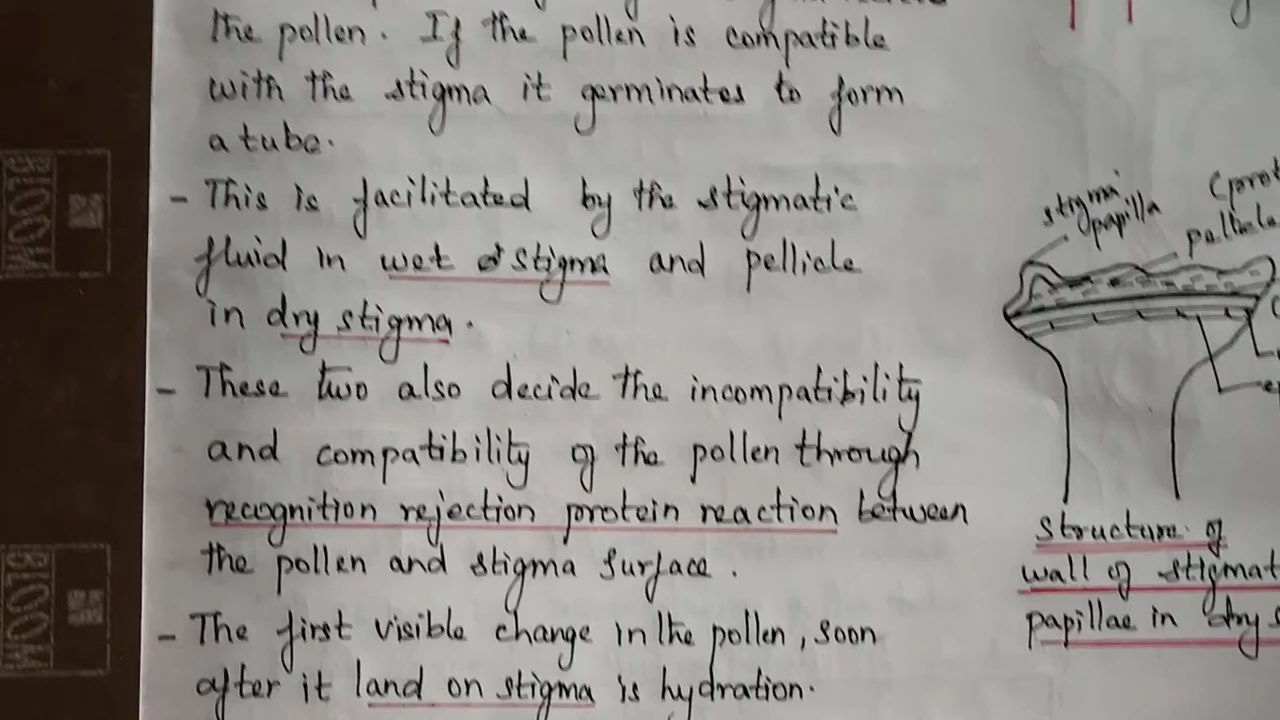 the pollen. If the pollen is compatible
with the stigma it germinates to form
a tube.
- This is facilitated by the stigmatic
fluid in wet stigma and pellicle
in dry stigma.
- These two also decide the incompatibility
and compatibility of the pollen through
recognition rejection protein reaction between
the pollen and stigma surface.
- The first visible change in the pollen, soon
after it land on stigma is hydration.
stigma
papilla
(prot
pellicle
structure of
wall of stigmat
papillae in dry s